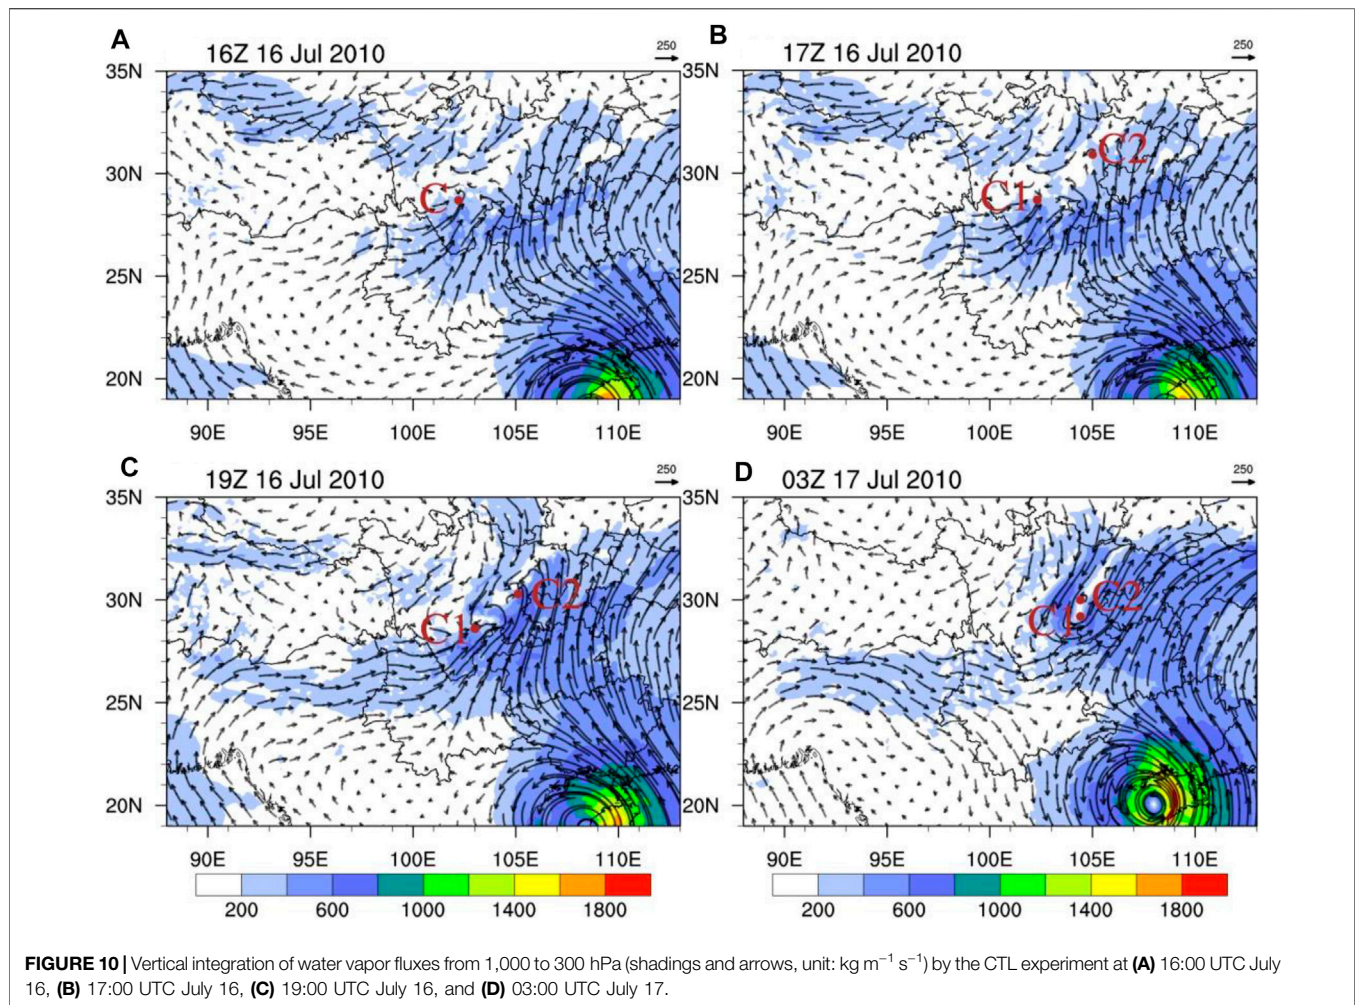 A
16Z 16 Jul 2010
250
35N
30N
25N
20N
90E 95E 100E 105E 110E
C
B
17Z 16 Jul 2010
250
35N
30N
25N
20N
90E 95E 100E 105E 110E
C1
C2
C
19Z 16 Jul 2010
250
35N
30N
25N
20N
90E 95E 100E 105E 110E
C1
C2
200 600 1000 1400 1800
D
03Z 17 Jul 2010
250
35N
30N
25N
20N
90E 95E 100E 105E 110E
C1
C2
200 600 1000 1400 1800
FIGURE 10 | Vertical integration of water vapor fluxes from 1,000 to 300 hPa (shadings and arrows, unit: kg m⁻¹ s⁻¹) by the CTL experiment at (A) 16:00 UTC July
16, (B) 17:00 UTC July 16, (C) 19:00 UTC July 16, and (D) 03:00 UTC July 17.